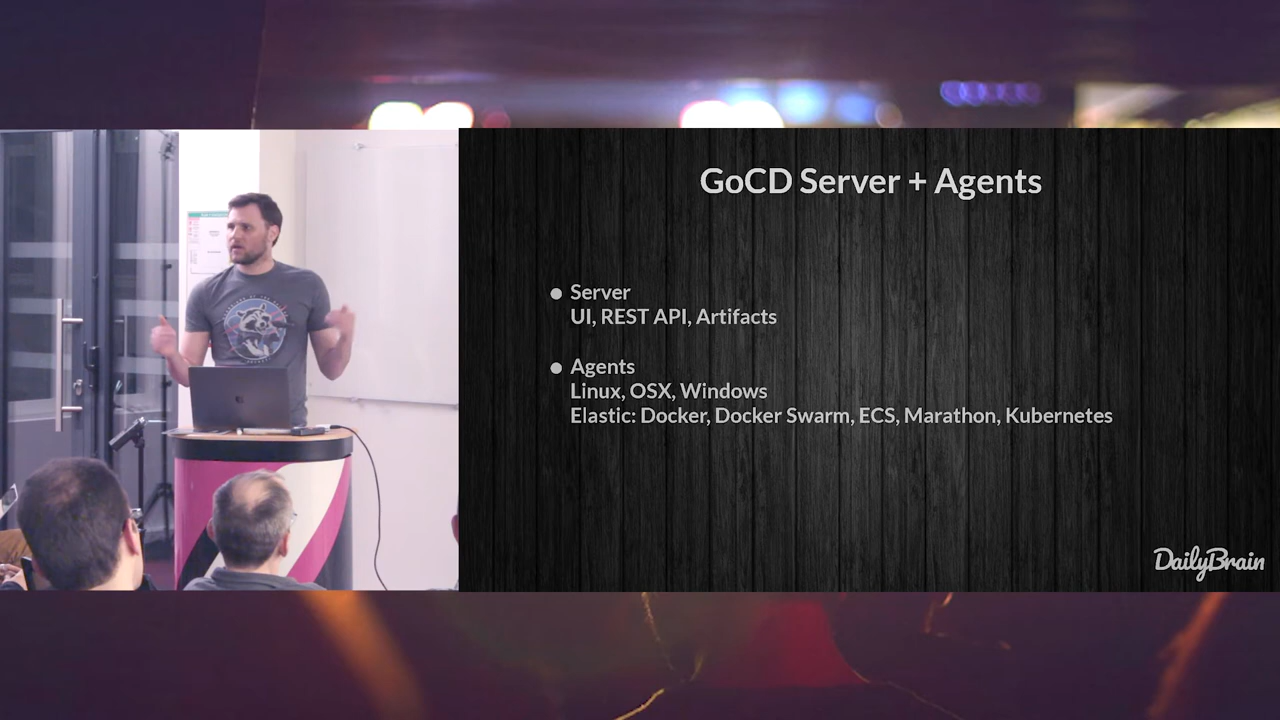 GoCD Server + Agents
● Server
UI, REST API, Artifacts
● Agents
Linux, OSX, Windows
Elastic: Docker, Docker Swarm, ECS, Marathon, Kubernetes
DailyBrain